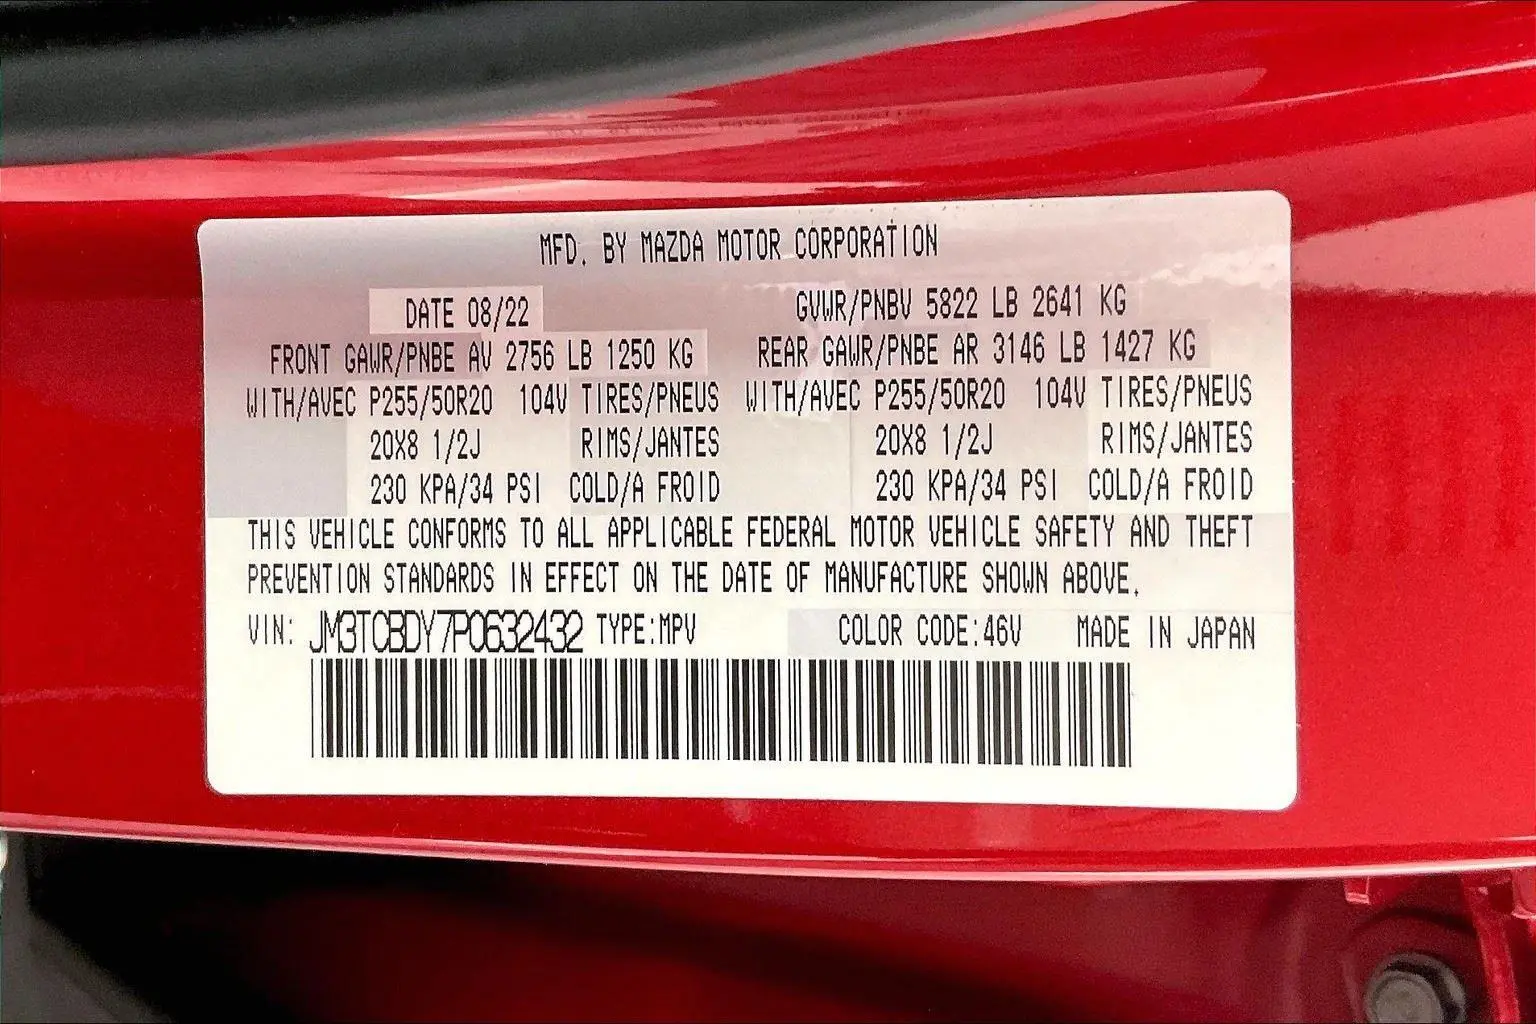 MFD. BY MAZDA MOTOR CORPORATION
DATE 08/22 GVWR/PNBV 5822 LB 2641 KG
FRONT GAWR/PNBE AV 2756 LB 1250 KG REAR GAWR/PNBE AR 3146 LB 1427 KG
WITH/AVEC P255/50R20 104V TIRES/PNEUS WITH/AVEC P255/50R20 104V TIRES/PNEUS
20X8 1/2J RIMS/JANTES 20X8 1/2J RIMS/JANTES
230 KPA/34 PSI COLD/A FROID 230 KPA/34 PSI COLD/A FROID
THIS VEHICLE CONFORMS TO ALL APPLICABLE FEDERAL MOTOR VEHICLE SAFETY AND THEFT
PREVENTION STANDARDS IN EFFECT ON THE DATE OF MANUFACTURE SHOWN ABOVE.
VIN: JM3TCBDY7P0632432 TYPE:MPV COLOR CODE:46V MADE IN JAPAN